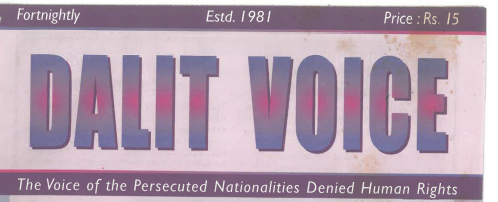 Fortnightly Estd. 1981 Price : Rs. 15
DALIT VOICE
The Voice of the Persecuted Nationalities Denied Human Rights